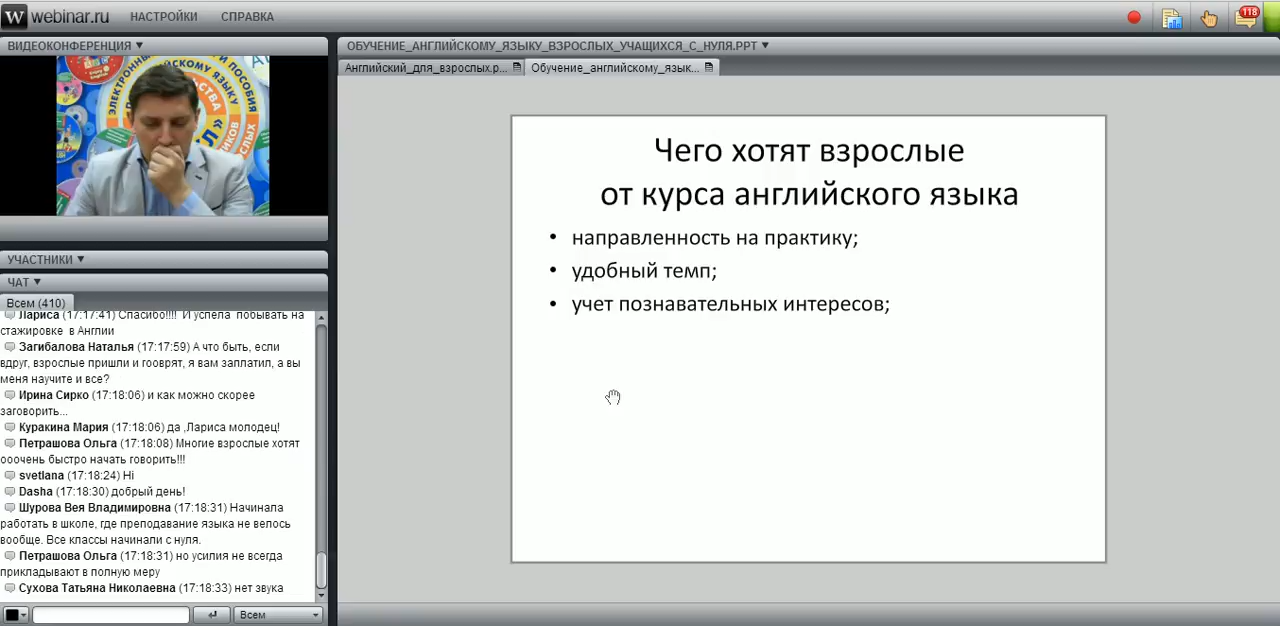 W webinar.ru НАСТРОЙКИ СПРАВКА
118
ВИДЕОКОНФЕРЕНЦИЯ
ЭЛЕКТРОННЫЕ ПОСОБИЯ
УЧАСТНИКИ
ЧАТ
Всем (410)
Лариса (17:17:41) Спасибо!!!! И успела побывать на
стажировке в Англии
Загибалова Наталья (17:17:59) А что быть, если
вдруг, взрослые пришли и гооврят, я вам заплатил, а вы
меня научите и все?
Ирина Сирко (17:18:06) и как можно скорее
заговорить...
Куракина Мария (17:18:06) да ,Лариса молодец!
Петрашова Ольга (17:18:08) Многие взрослые хотят
ооочень быстро начать говорить!!!
svetlana (17:18:24) Hi
Dasha (17:18:30) добрый день!
Шурова Вея Владимировна (17:18:31) Начинала
работать в школе, где преподавание языка не велось
вообще. Все классы начинали с нуля.
Петрашова Ольга (17:18:31) но усилия не всегда
прикладывают в полную меру
Сухова Татьяна Николаевна (17:18:33) нет звука
Всем
ОБУЧЕНИЕ_АНГЛИЙСКОМУ_ЯЗЫКУ_ВЗРОСЛЫХ_УЧАЩИХСЯ_С_НУЛЯ.PPT
Английский_для_взрослых.p... Обучение_английскому_язык...
Чего хотят взрослые
от курса английского языка
• направленность на практику;
• удобный темп;
• учет познавательных интересов;